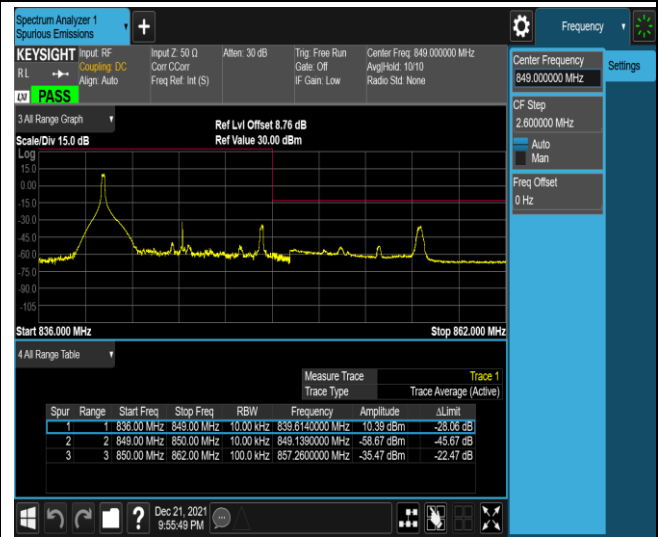 Spectrum Analyzer 1
Spurious Emissions
+
Frequency
KEYSIGHT
RL
LXI PASS
Input: RF
Coupling: DC
Align: Auto
Input Z: 50 Ω
Corr CCorr
Freq Ref: Int (S)
Atten: 30 dB
Trig: Free Run
Gate: Off
IF Gain: Low
Center Freq: 849.000000 MHz
Avg|Hold: 10/10
Radio Std: None
Center Frequency
849.000000 MHz
Settings
CF Step
2.600000 MHz
Auto
Man
Freq Offset
0 Hz
3 All Range Graph
Scale/Div 15.0 dB
Ref Lvl Offset 8.76 dB
Ref Value 30.00 dBm
Log
15.0
0.00
-15.0
-30.0
-45.0
-60.0
-75.0
-90.0
-105
Start 836.000 MHz
Stop 862.000 MHz
4 All Range Table
Measure Trace Trace 1
Trace Type Trace Average (Active)
Spur Range Start Freq Stop Freq RBW Frequency Amplitude ΔLimit
1 1 836.00 MHz 849.00 MHz 10.00 kHz 839.6140000 MHz 10.39 dBm -28.06 dB
2 2 849.00 MHz 850.00 MHz 10.00 kHz 849.1390000 MHz -58.67 dBm -45.67 dB
3 3 850.00 MHz 862.00 MHz 100.0 kHz 857.2600000 MHz -35.47 dBm -22.47 dB
?
Dec 21, 2021
9:55:49 PM